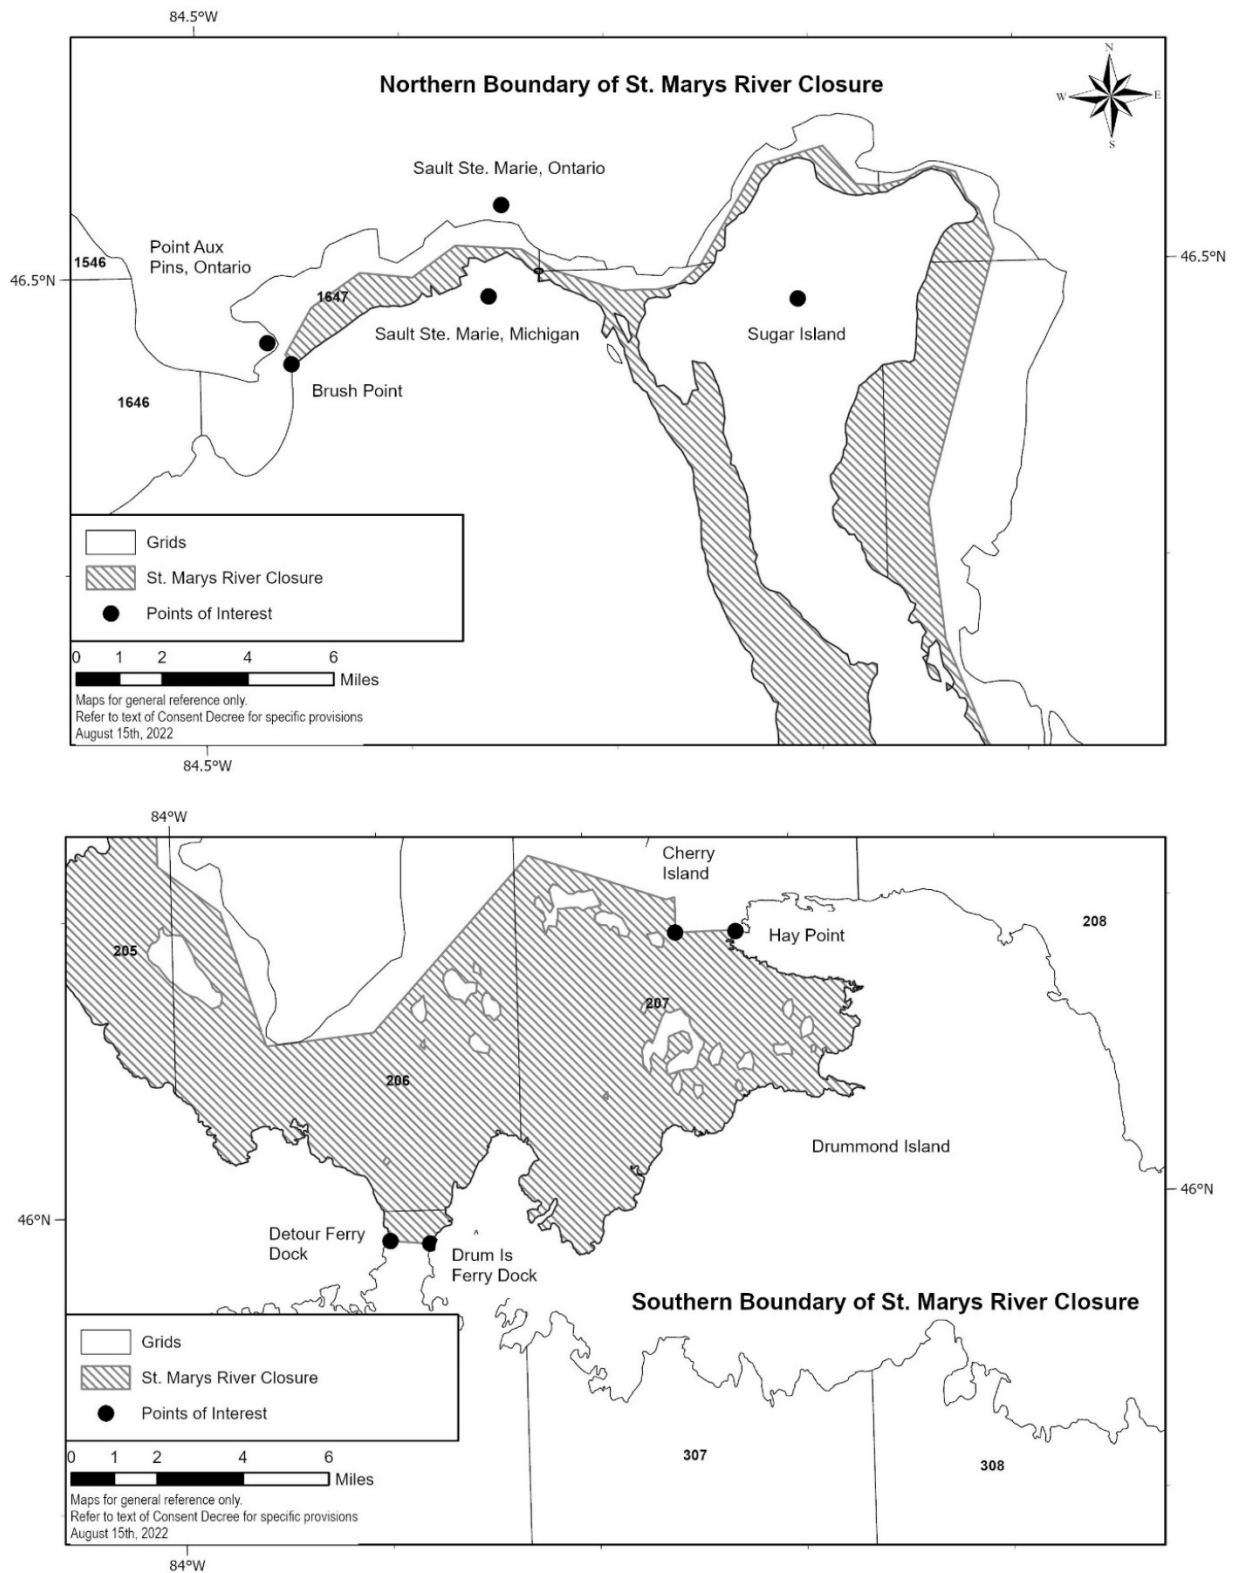 84.5°W
Northern Boundary of St. Marys River Closure
N
W
E
S
Sault Ste. Marie, Ontario
Point Aux
Pins, Ontario
1546
46.5°N
46.5°N
1647
Sault Ste. Marie, Michigan
Sugar Island
Brush Point
1646
Grids
St. Marys River Closure
Points of Interest
0 1 2 4 6
Miles
Maps for general reference only.
Refer to text of Consent Decree for specific provisions
August 15th, 2022
84.5°W
84°W
Cherry
Island
208
Hay Point
205
207
206
Drummond Island
46°N
46°N
Detour Ferry
Dock
Drum Is
Ferry Dock
Southern Boundary of St. Marys River Closure
Grids
St. Marys River Closure
Points of Interest
307
308
0 1 2 4 6
Miles
Maps for general reference only.
Refer to text of Consent Decree for specific provisions
August 15th, 2022
84°W